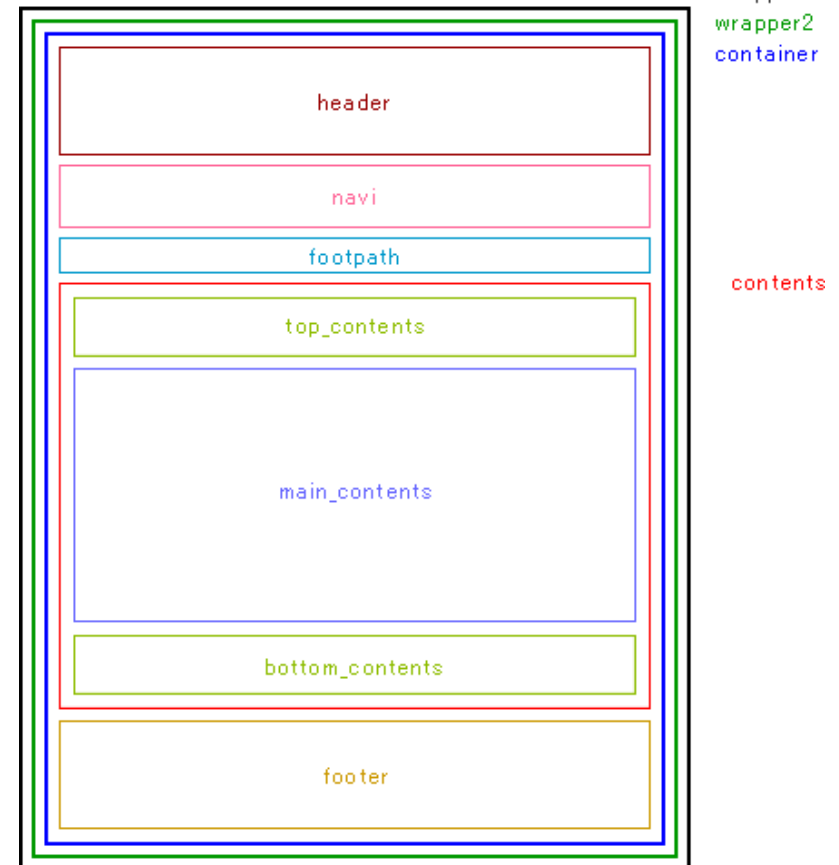 wrapper2
container
header
navi
footpath
contents
top_contents
main_contents
bottom_contents
footer